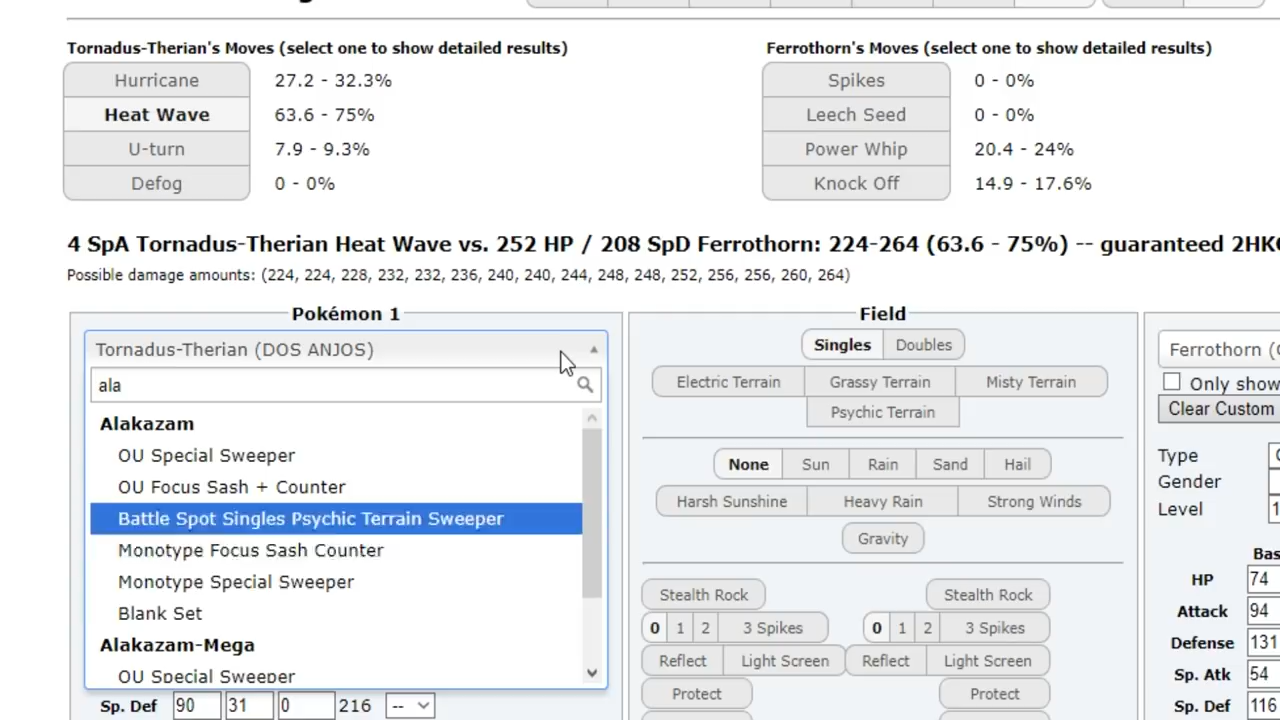 Tornadus-Therian's Moves (select one to show detailed results)
Hurricane 27.2 - 32.3%
Heat Wave 63.6 - 75%
U-turn 7.9 - 9.3%
Defog 0 - 0%
Ferrothorn's Moves (select one to show detailed results)
Spikes 0 - 0%
Leech Seed 0 - 0%
Power Whip 20.4 - 24%
Knock Off 14.9 - 17.6%
4 SpA Tornadus-Therian Heat Wave vs. 252 HP / 208 SpD Ferrothorn: 224-264 (63.6 - 75%) -- guaranteed 2HK
Possible damage amounts: (224, 224, 228, 232, 232, 236, 240, 240, 244, 248, 248, 252, 256, 256, 260, 264)
Pokémon 1
Tornadus-Therian (DOS ANJOS)
ala
Alakazam
OU Special Sweeper
OU Focus Sash + Counter
Battle Spot Singles Psychic Terrain Sweeper
Monotype Focus Sash Counter
Monotype Special Sweeper
Blank Set
Alakazam-Mega
OU Special Sweeper
Sp. Def 90 31 0 216 --
Field
Singles Doubles
Electric Terrain Grassy Terrain Misty Terrain
Psychic Terrain
None Sun Rain Sand Hail
Harsh Sunshine Heavy Rain Strong Winds
Gravity
Stealth Rock Stealth Rock
0 1 2 3 Spikes 0 1 2 3 Spikes
Reflect Light Screen Reflect Light Screen
Protect Protect
Ferrothorn (
Only show
Clear Custom
Type
Gender
Level 1
Bas
HP 74
Attack 94
Defense 131
Sp. Atk 54
Sp. Def 116